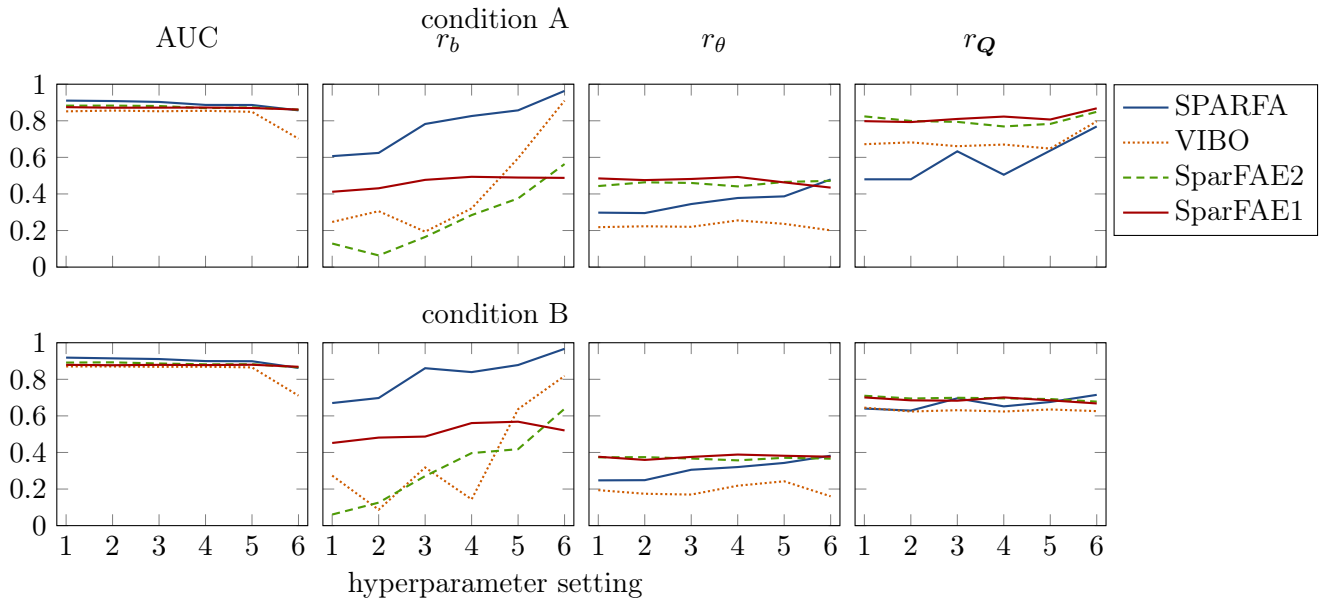 condition A
AUC r_b r_θ r_Q
1
0.8
0.6
0.4
0.2
0
SPARFA
VIBO
SparFAE2
SparFAE1
condition B
1
0.8
0.6
0.4
0.2
0
1 2 3 4 5 6 1 2 3 4 5 6 1 2 3 4 5 6 1 2 3 4 5 6
hyperparameter setting